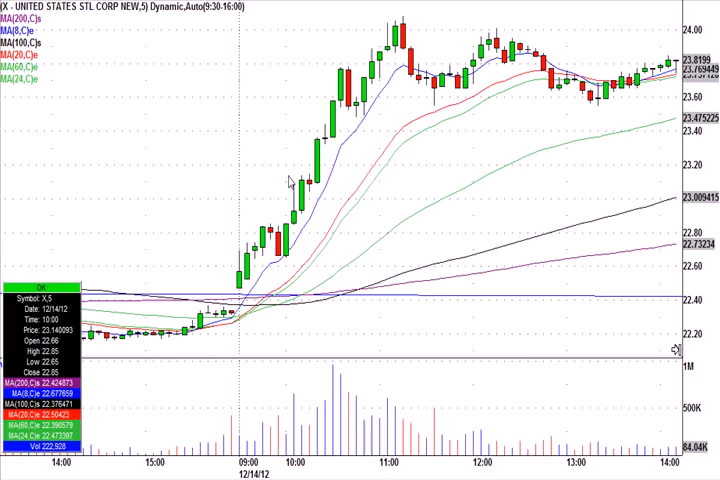 (X - UNITED STATES STL CORP NEW,5) Dynamic,Auto(9:30-16:00)
MA(200,C)s
MA(8,C)e
MA(100,C)s
MA(20,C)e
MA(60,C)e
MA(24,C)e
24.00
23.8199
23.769449
23.60
23.475225
23.40
23.20
23.009415
22.80
22.73234
22.60
22.40
22.20
1M
500K
84.04K
OK
Symbol: X,5
Date: 12/14/12
Time: 10:00
Price: 23.140093
Open 22.66
High 22.85
Low 22.65
Close 22.85
MA(200,C)s 22.424873
MA(8,C)e 22.677659
MA(100,C)s 22.376471
MA(20,C)e 22.50423
MA(60,C)e 22.390579
MA(24,C)e 22.473397
Vol 222,928
14:00 15:00 09:00 10:00 11:00 12:00 13:00 14:00
12/14/12